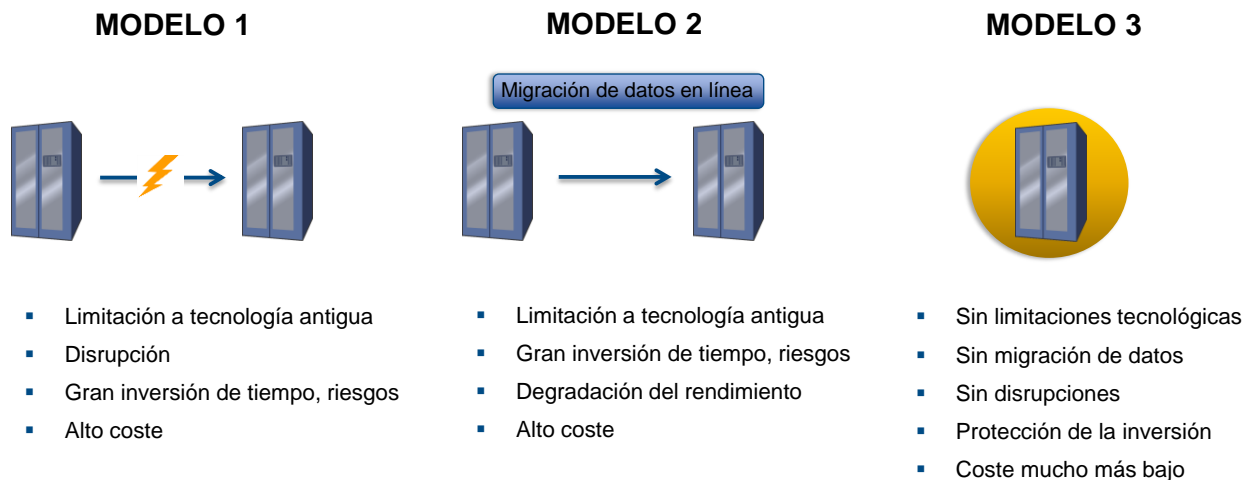 MODELO 1
MODELO 2
MODELO 3
Migración de datos en línea
Limitación a tecnología antigua
Disrupción
Gran inversión de tiempo, riesgos
Alto coste
Limitación a tecnología antigua
Gran inversión de tiempo, riesgos
Degradación del rendimiento
Alto coste
Sin limitaciones tecnológicas
Sin migración de datos
Sin disrupciones
Protección de la inversión
Coste mucho más bajo